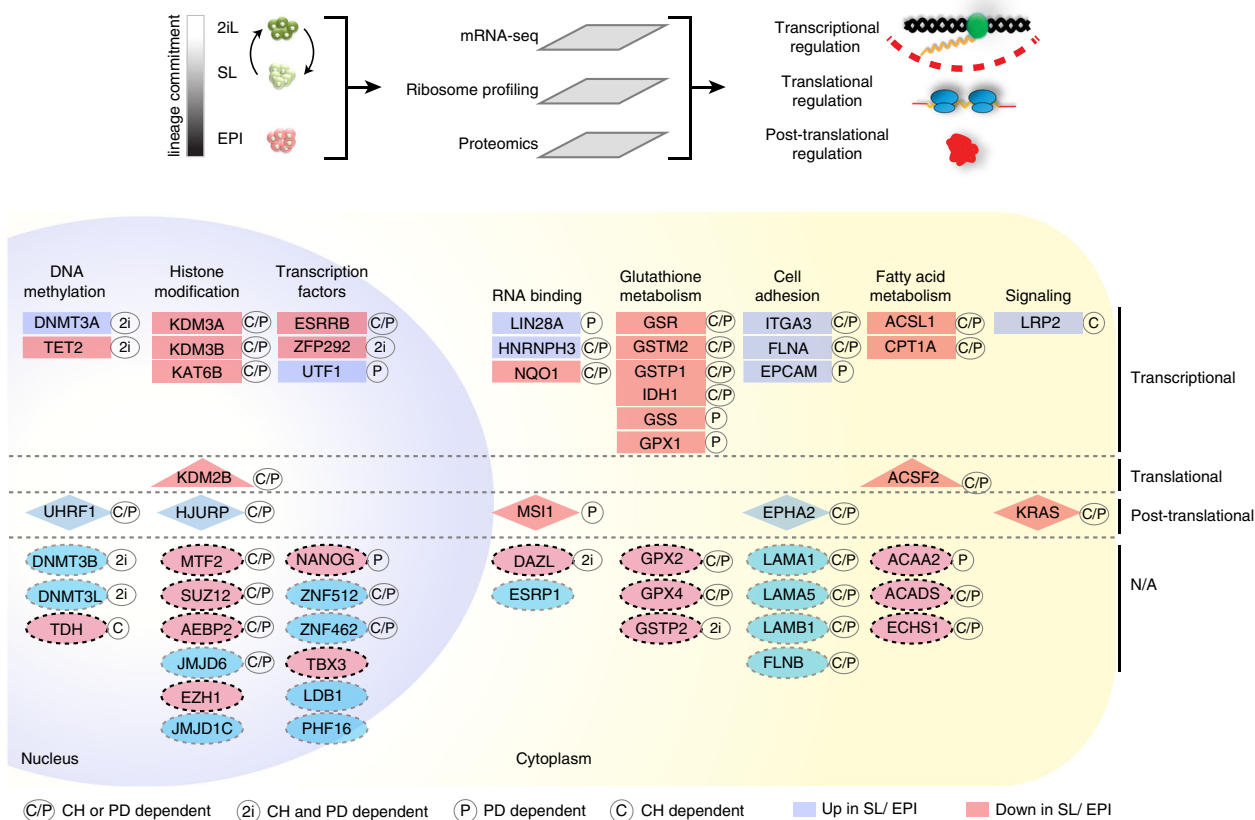 lineage commitment
2iL
SL
EPI
mRNA-seq
Ribosome profiling
Proteomics
Transcriptional
regulation
Translational
regulation
Post-translational
regulation
DNA
methylation
Histone
modification
Transcription
factors
RNA binding
Glutathione
metabolism
Cell
adhesion
Fatty acid
metabolism
Signaling
DNMT3A 2i KDM3A C/P ESRRB C/P LIN28A P GSR C/P ITGA3 C/P ACSL1 C/P LRP2 C
TET2 2i KDM3B C/P ZFP292 2i HNRNPH3 C/P GSTM2 C/P FLNA C/P CPT1A C/P
KAT6B C/P UTF1 P NQO1 C/P GSTP1 C/P EPCAM P
Transcriptional
IDH1 C/P
GSS P
GPX1 P
KDM2B C/P ACSF2 C/P Translational
UHRF1 C/P HJURP C/P MSI1 P EPHA2 C/P KRAS C/P Post-translational
DNMT3B 2i MTF2 C/P NANOG P DAZL 2i GPX2 C/P LAMA1 C/P ACAA2 P
N/A
DNMT3L 2i SUZ12 C/P ZNF512 C/P ESRP1 GPX4 C/P LAMA5 C/P ACADS C/P
TDH C AEBP2 C/P ZNF462 C/P GSTP2 2i LAMB1 C/P ECHS1 C/P
JMJD6 C/P TBX3 FLNB C/P
EZH1 LDB1
JMJD1C PHF16
Nucleus Cytoplasm
C/P CH or PD dependent 2i CH and PD dependent P PD dependent C CH dependent Up in SL/ EPI Down in SL/ EPI